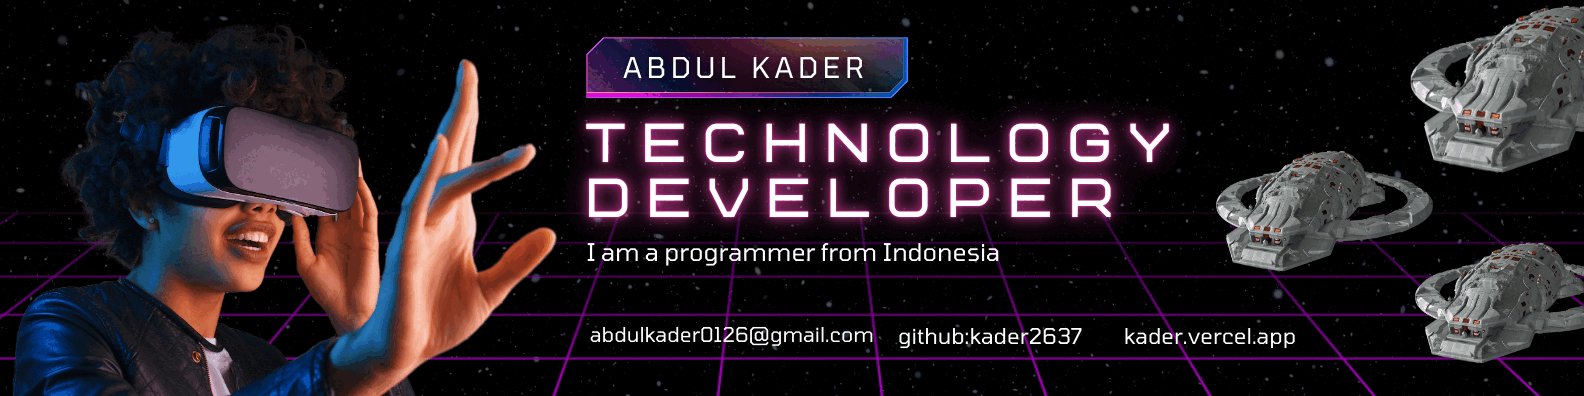 ABDUL KADER
TECHNOLOGY
DEVELOPER
I am a programmer from Indonesia
abdulkader0126@gmail.com github:kader2637 kader.vercel.app